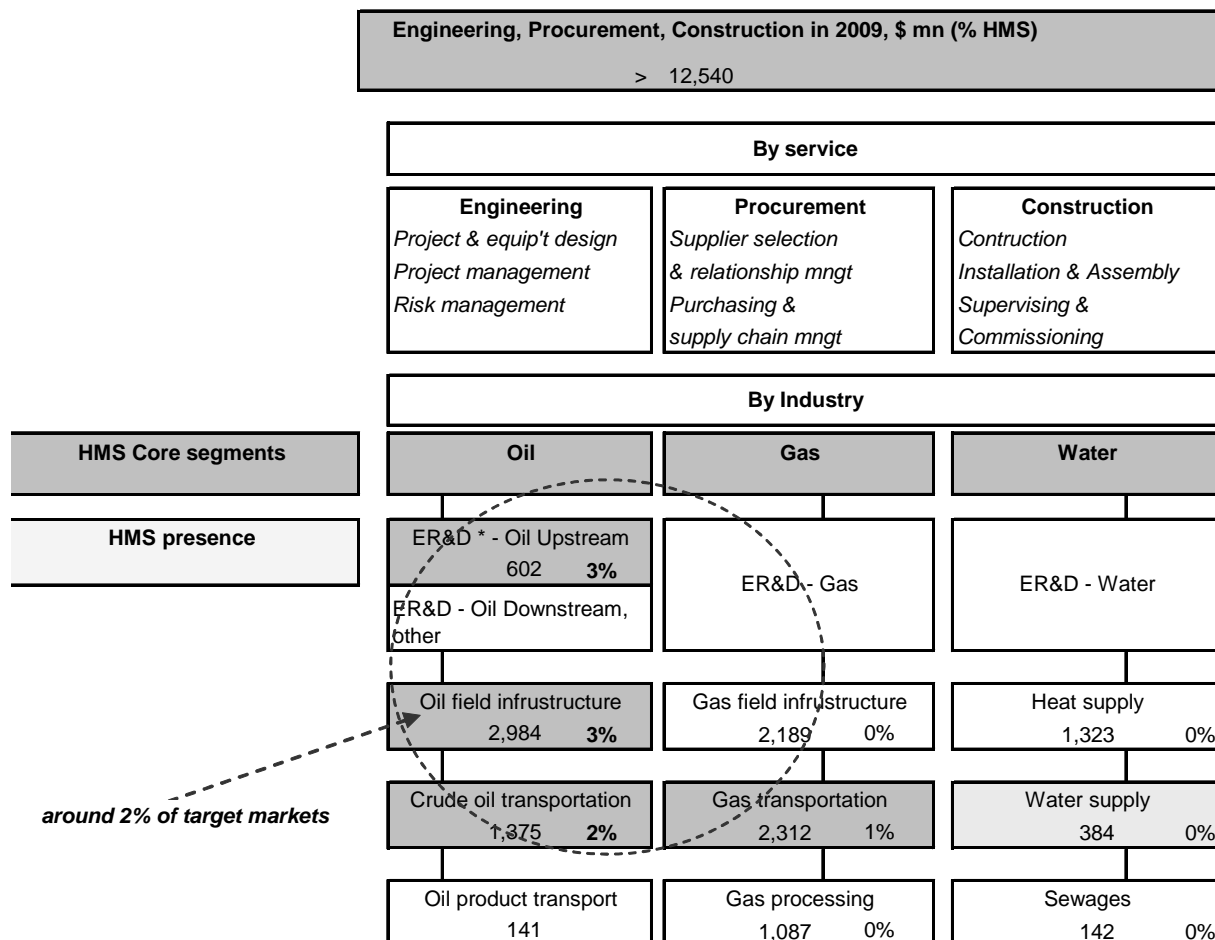 Engineering, Procurement, Construction in 2009, $ mn (% HMS)
> 12,540
By service
Engineering
Project & equip't design
Project management
Risk management
Procurement
Supplier selection
& relationship mngt
Purchasing &
supply chain mngt
Construction
Contruction
Installation & Assembly
Supervising &
Commissioning
By Industry
HMS Core segments
Oil
Gas
Water
HMS presence
ER&D * - Oil Upstream
602 3%
ER&D - Oil Downstream,
other
ER&D - Gas
ER&D - Water
Oil field infrustructure
2,984 3%
Gas field infrustructure
2,189 0%
Heat supply
1,323 0%
around 2% of target markets
Crude oil transportation
1,375 2%
Gas transportation
2,312 1%
Water supply
384 0%
Oil product transport
141
Gas processing
1,087 0%
Sewages
142 0%